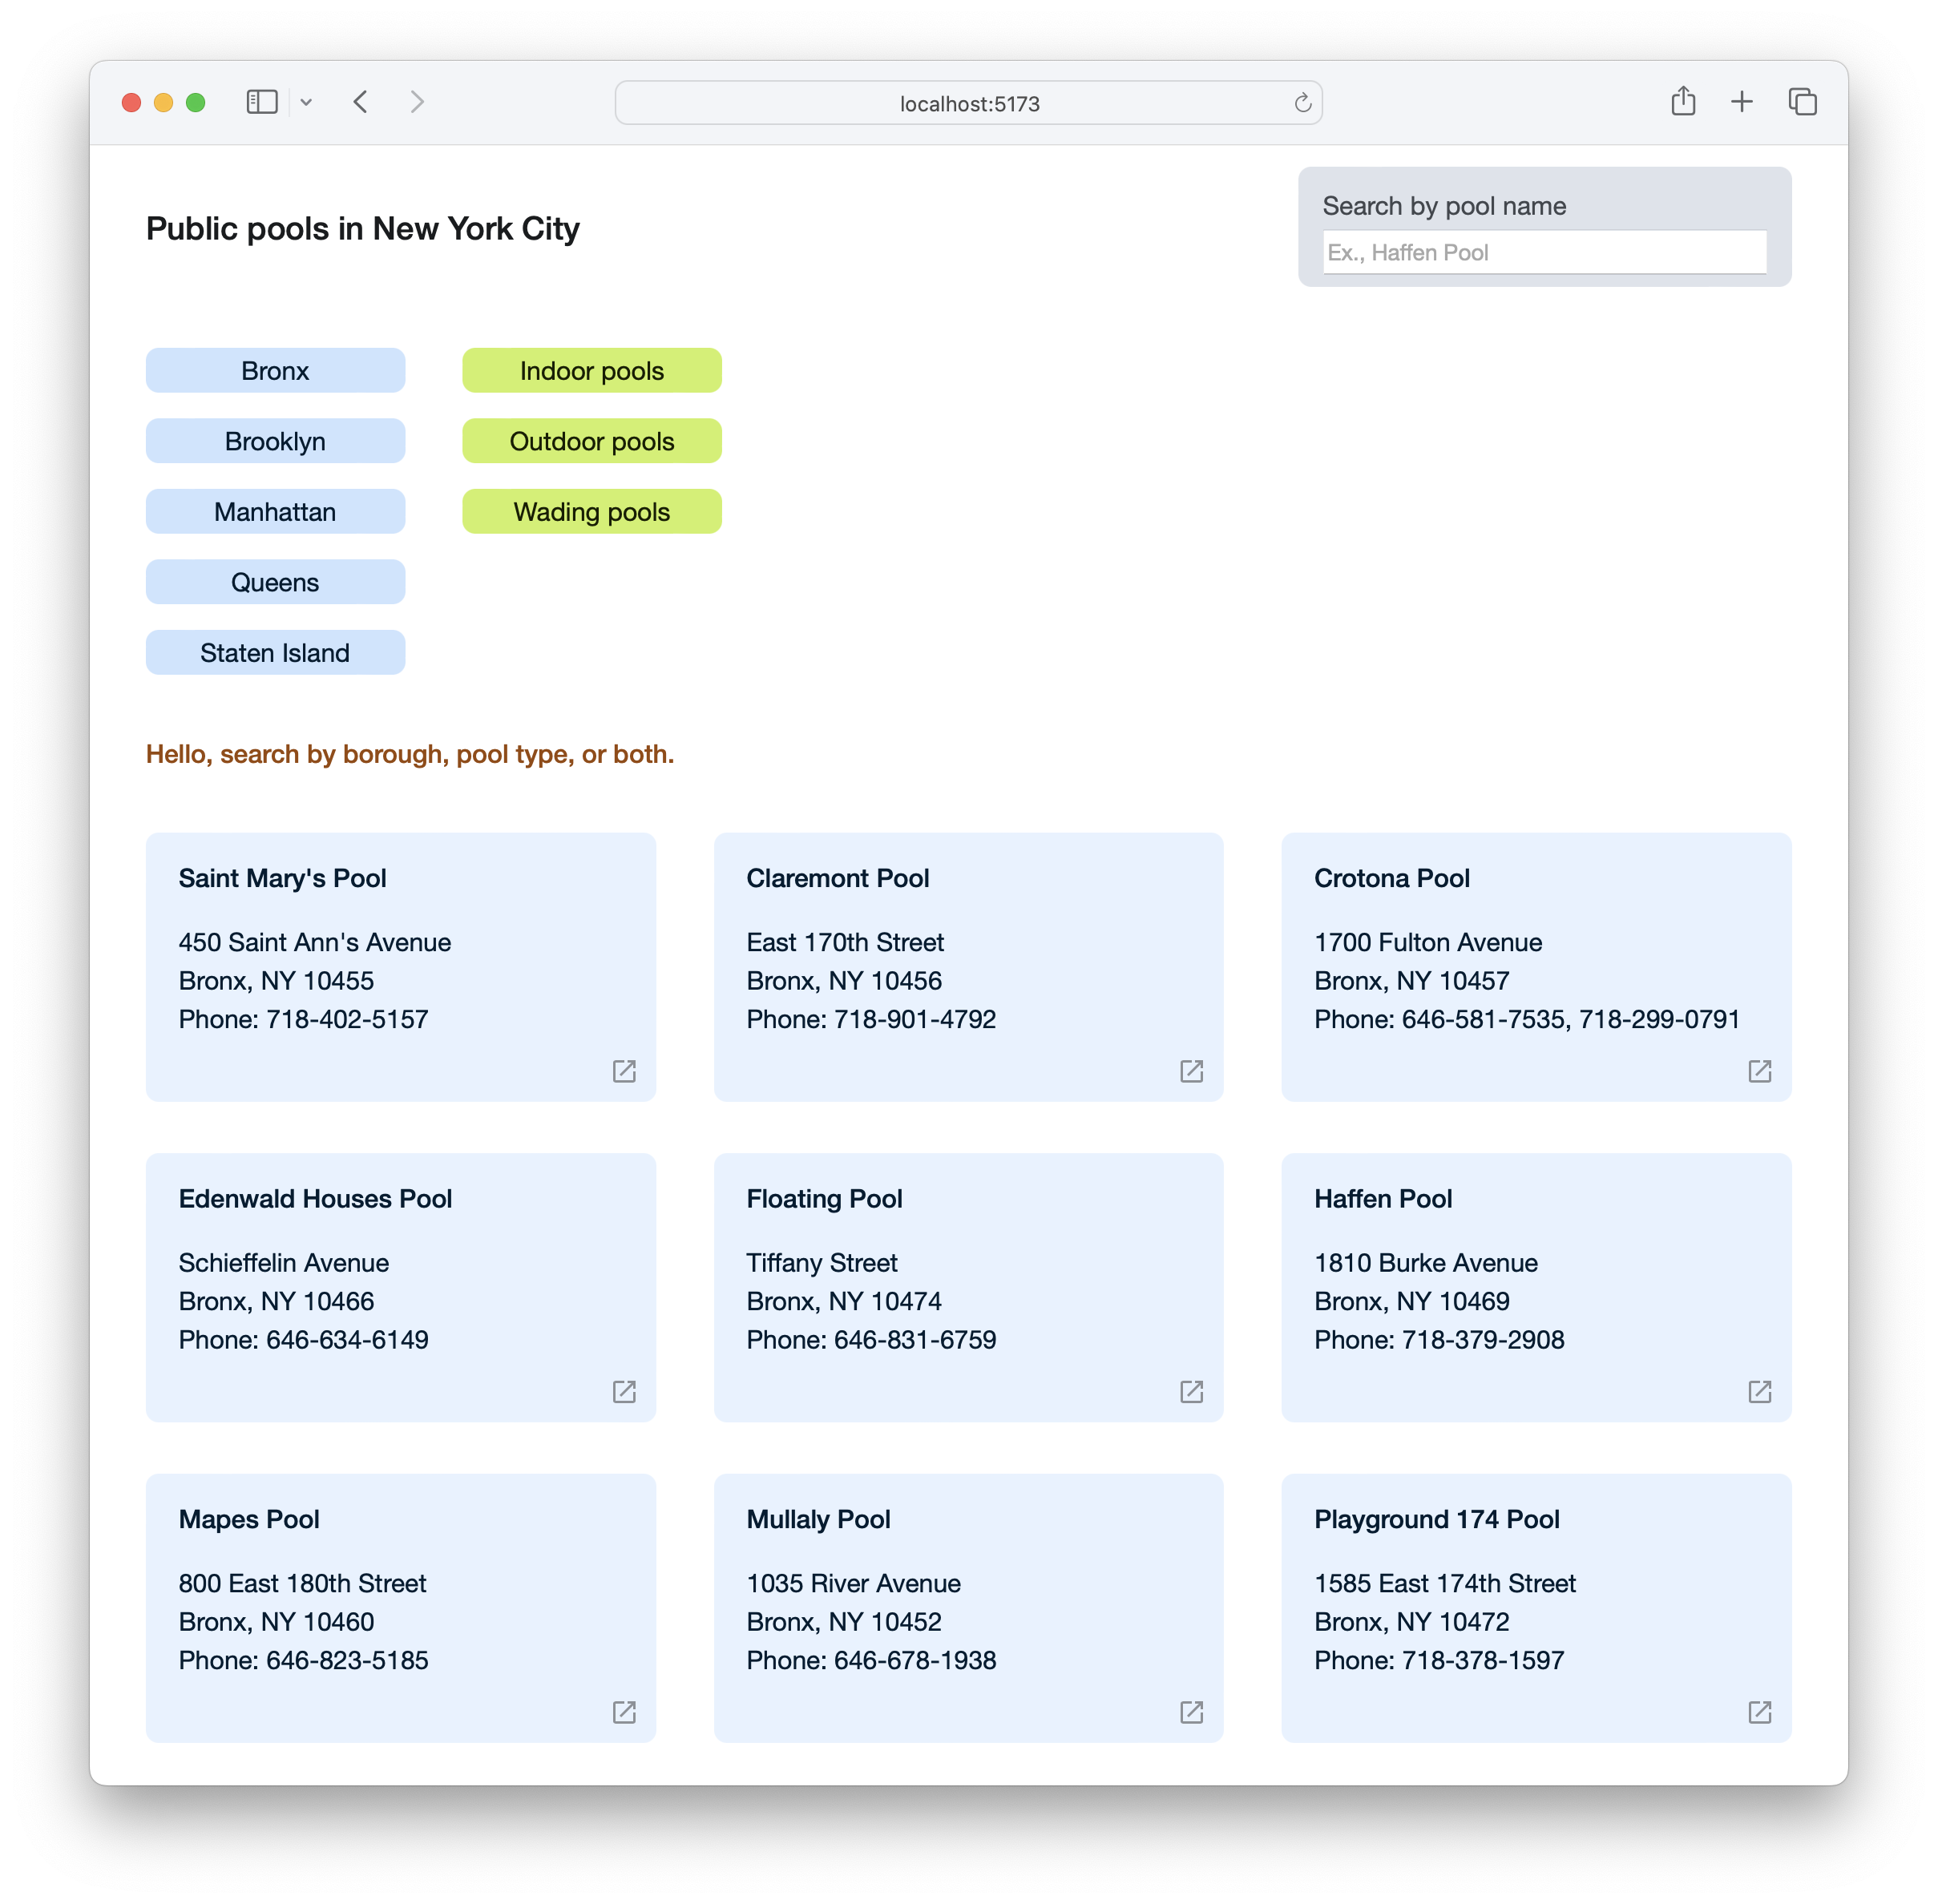 localhost:5173
Public pools in New York City
Search by pool name
Ex., Haffen Pool
Bronx
Indoor pools
Brooklyn
Outdoor pools
Manhattan
Wading pools
Queens
Staten Island
Hello, search by borough, pool type, or both.
Saint Mary's Pool
450 Saint Ann's Avenue
Bronx, NY 10455
Phone: 718-402-5157
Claremont Pool
East 170th Street
Bronx, NY 10456
Phone: 718-901-4792
Crotona Pool
1700 Fulton Avenue
Bronx, NY 10457
Phone: 646-581-7535, 718-299-0791
Edenwald Houses Pool
Schieffelin Avenue
Bronx, NY 10466
Phone: 646-634-6149
Floating Pool
Tiffany Street
Bronx, NY 10474
Phone: 646-831-6759
Haffen Pool
1810 Burke Avenue
Bronx, NY 10469
Phone: 718-379-2908
Mapes Pool
800 East 180th Street
Bronx, NY 10460
Phone: 646-823-5185
Mullaly Pool
1035 River Avenue
Bronx, NY 10452
Phone: 646-678-1938
Playground 174 Pool
1585 East 174th Street
Bronx, NY 10472
Phone: 718-378-1597